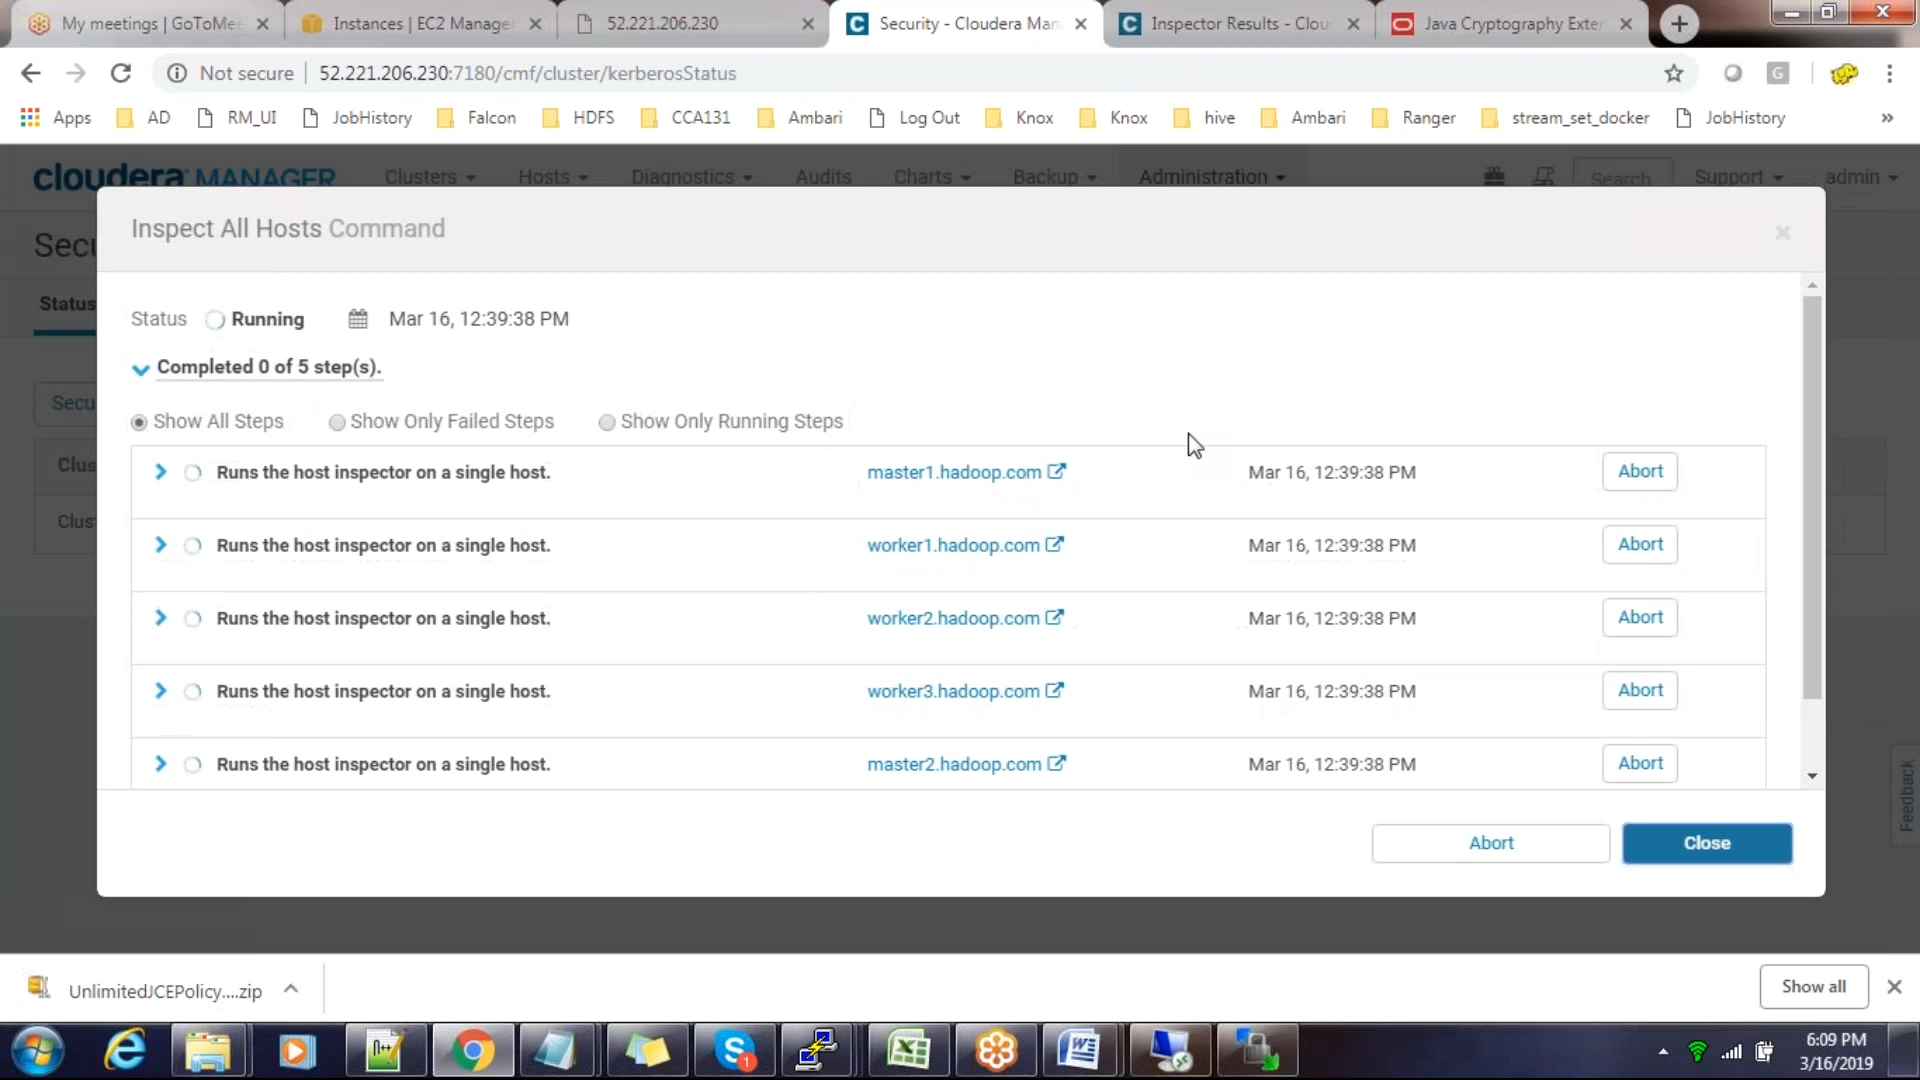 My meetings | GoToMee
Instances | EC2 Manager
52.221.206.230
Security - Cloudera Man
Inspector Results - Clou
Java Cryptography Exten
Not secure | 52.221.206.230:7180/cmf/cluster/kerberosStatus
Apps AD RM_UI JobHistory Falcon HDFS CCA131 Ambari Log Out Knox Knox hive Ambari Ranger stream_set_docker JobHistory »
cloudera MANAGER Clusters Hosts Diagnostics Audits Charts Backup Administration Search Support admin
Secu
Inspect All Hosts Command
Status
Status Running Mar 16, 12:39:38 PM
Completed 0 of 5 step(s).
Secu
Show All Steps Show Only Failed Steps Show Only Running Steps
Clus
Runs the host inspector on a single host. master1.hadoop.com Mar 16, 12:39:38 PM Abort
Clus
Runs the host inspector on a single host. worker1.hadoop.com Mar 16, 12:39:38 PM Abort
Runs the host inspector on a single host. worker2.hadoop.com Mar 16, 12:39:38 PM Abort
Runs the host inspector on a single host. worker3.hadoop.com Mar 16, 12:39:38 PM Abort
Runs the host inspector on a single host. master2.hadoop.com Mar 16, 12:39:38 PM Abort
Feedback
Abort Close
UnlimitedJCEPolicy....zip
Show all
6:09 PM
3/16/2019